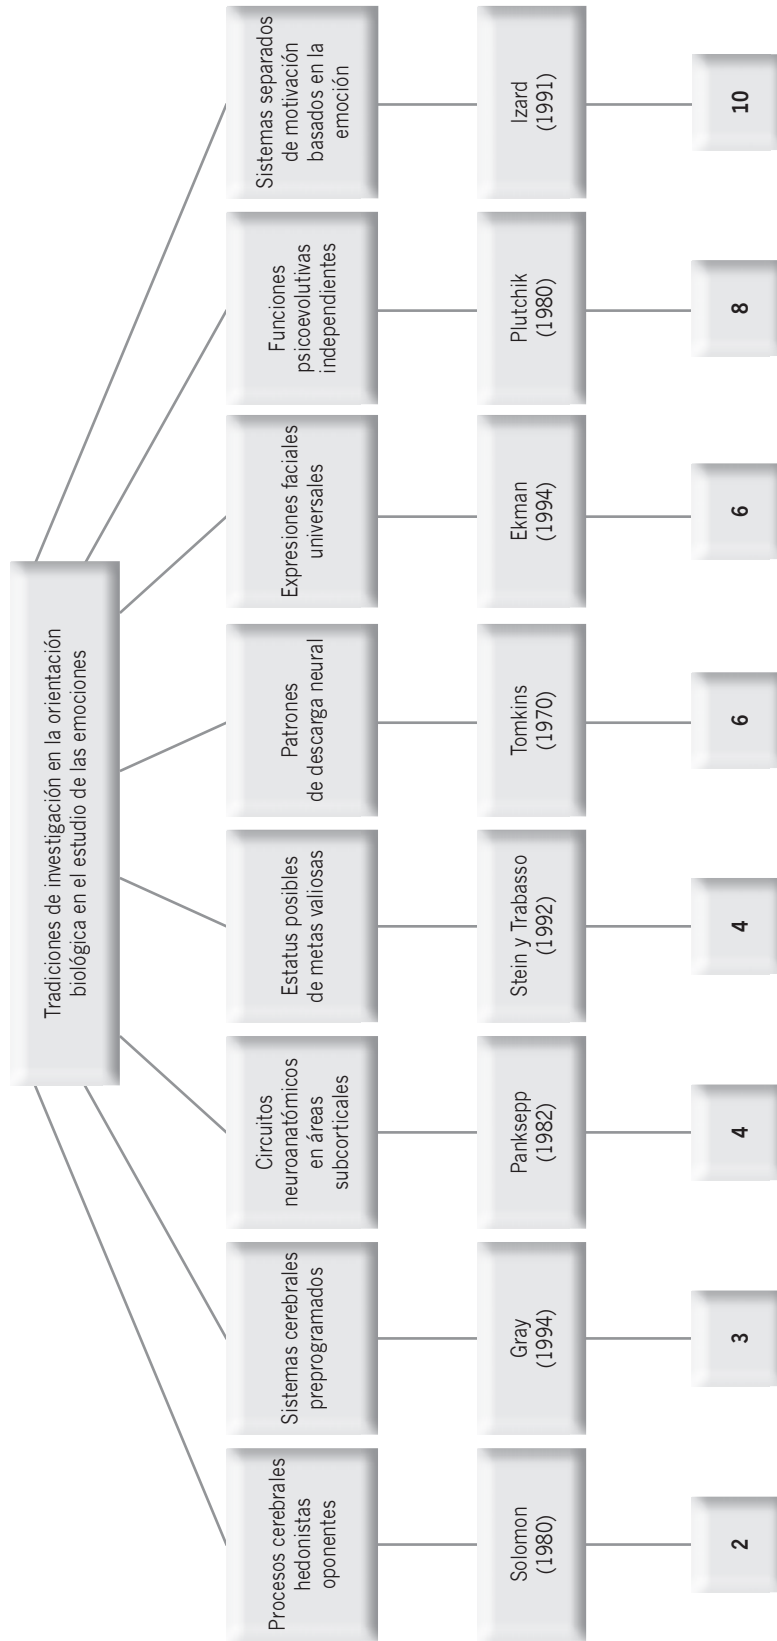 Tradiciones de investigación en la orientación
biológica en el estudio de las emociones
Procesos cerebrales
hedonistas
oponentes
Sistemas cerebrales
preprogramados
Circuitos
neuroanatómicos
en áreas
subcorticales
Estatus posibles
de metas valiosas
Patrones
de descarga neural
Expresiones faciales
universales
Funciones
psicoevolutivas
independientes
Sistemas separados
de motivación
basados en la
emoción
Solomon
(1980)
Gray
(1994)
Panksepp
(1982)
Stein y Trabasso
(1992)
Tomkins
(1970)
Ekman
(1994)
Plutchik
(1980)
Izard
(1991)
2
3
4
4
6
6
8
10